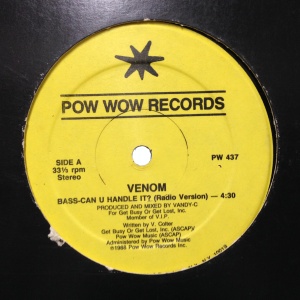 POW WOW RECORDS
SIDE A
33⅓ rpm
Stereo
PW 437
VENOM
BASS-CAN U HANDLE IT? (Radio Version) — 4:30
PRODUCED AND MIXED BY VANDY-C
For Get Busy Or Get Lost, Inc.
Member of V.I.P.
Written by V. Colter
Get Busy Or Get Lost, Inc. (ASCAP)/
Pow Wow Music (ASCAP)
Administered by Pow Wow Music
©1988 Pow Wow Records Inc.